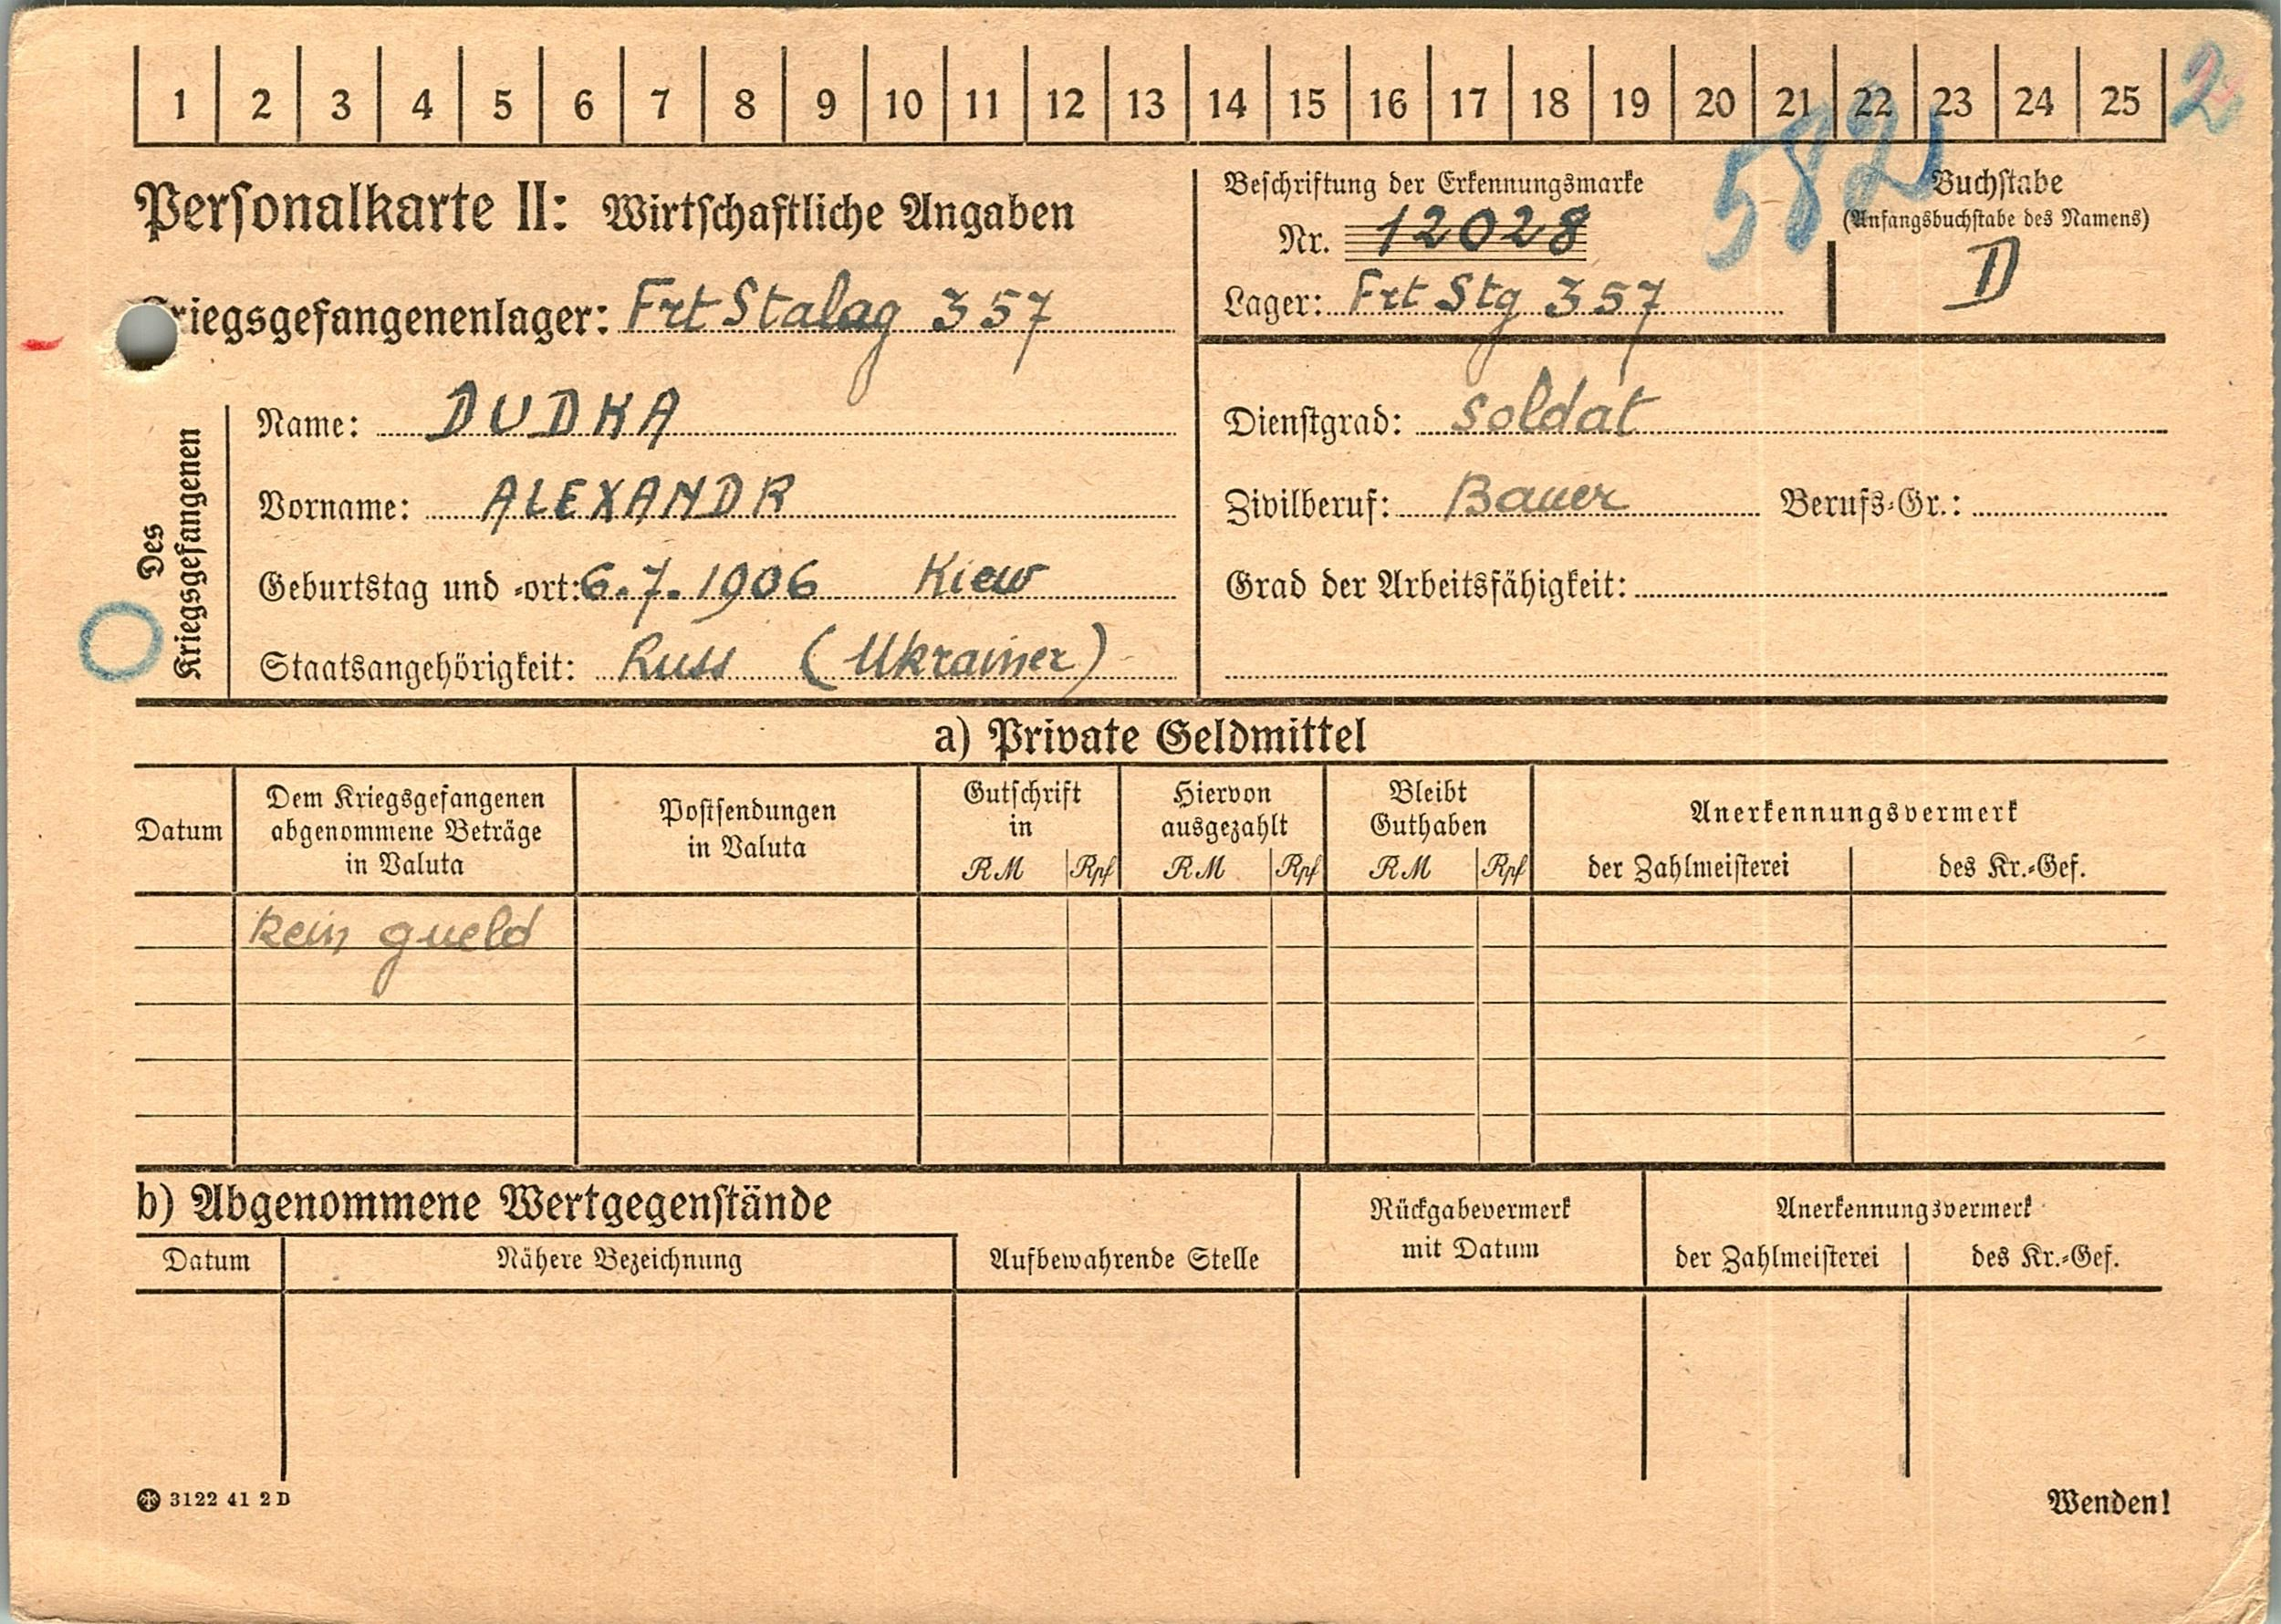 1 2 3 4 5 6 7 8 9 10 11 12 13 14 15 16 17 18 19 20 21 22 23 24 25 2
582
Personalkarte II: Wirtschaftliche Angaben
Kriegsgefangenenlager: Frt Stalag 357
Beschriftung der Erkennungsmarke
Nr. 12028
Lager: Frt Stg 357
Buchstabe
(Anfangsbuchstabe des Namens)
D
Des
Kriegsgefangenen
Name: DUDKA
Vorname: ALEXANDR
Geburtstag und -ort: 6.7.1906 Kiew
Staatsangehörigkeit: Russ (Ukrainer)
Dienstgrad: soldat
Zivilberuf: Bauer Berufs-Gr.:
Grad der Arbeitsfähigkeit:
a) Private Geldmittel
Datum
Dem Kriegsgefangenen
abgenommene Beträge
in Valuta
Postsendungen
in Valuta
Gutschrift
in
RM Rpf
Hiervon
ausgezahlt
RM Rpf
Bleibt
Guthaben
RM Rpf
Anerkennungsvermerk
der Zahlmeisterei des Kr.-Gef.
kein gueld
b) Abgenommene Wertgegenstände
Datum Nähere Bezeichnung Aufbewahrende Stelle
Rückgabevermerk
mit Datum
Anerkennungsvermerk
der Zahlmeisterei des Kr.-Gef.
3122 41 2 D
Wenden!